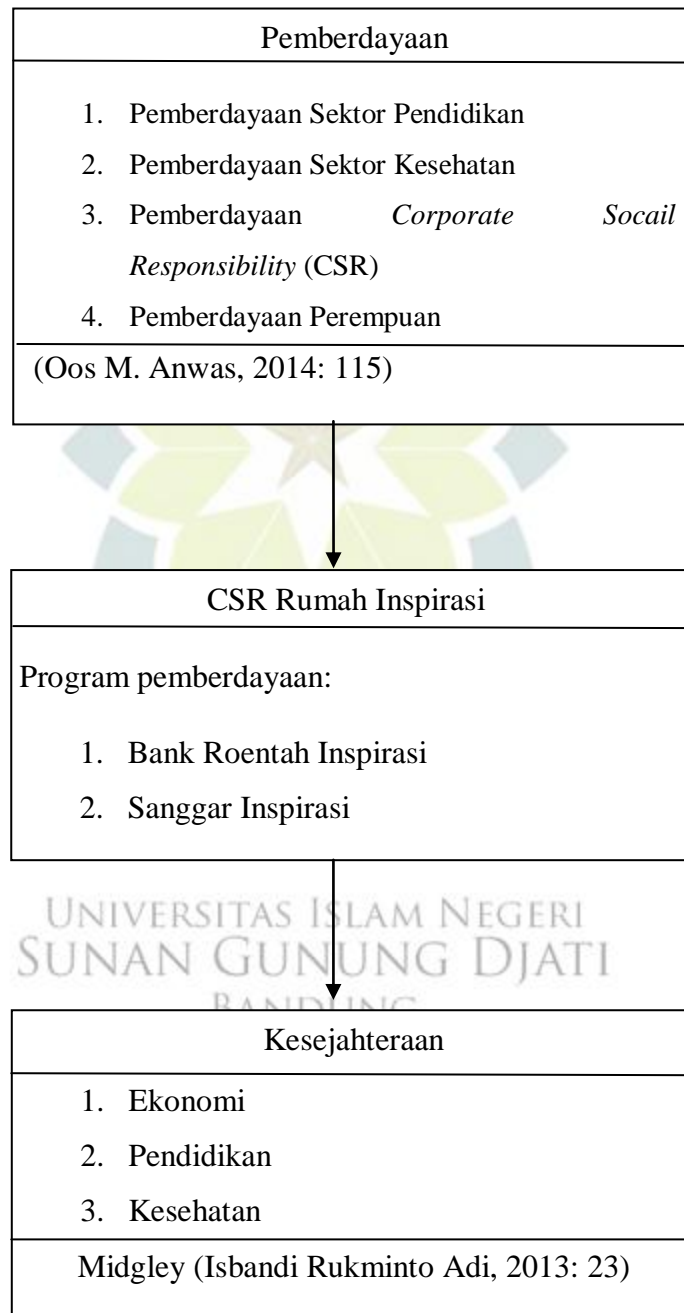 Pemberdayaan
1. Pemberdayaan Sektor Pendidikan
2. Pemberdayaan Sektor Kesehatan
3. Pemberdayaan Corporate Socail
Responsibility (CSR)
4. Pemberdayaan Perempuan
(Oos M. Anwas, 2014: 115)
CSR Rumah Inspirasi
Program pemberdayaan:
1. Bank Roentah Inspirasi
2. Sanggar Inspirasi
UNIVERSITAS ISLAM NEGERI
SUNAN GUNUNG DJATI
BANDUNG
Kesejahteraan
1. Ekonomi
2. Pendidikan
3. Kesehatan
Midgley (Isbandi Rukminto Adi, 2013: 23)